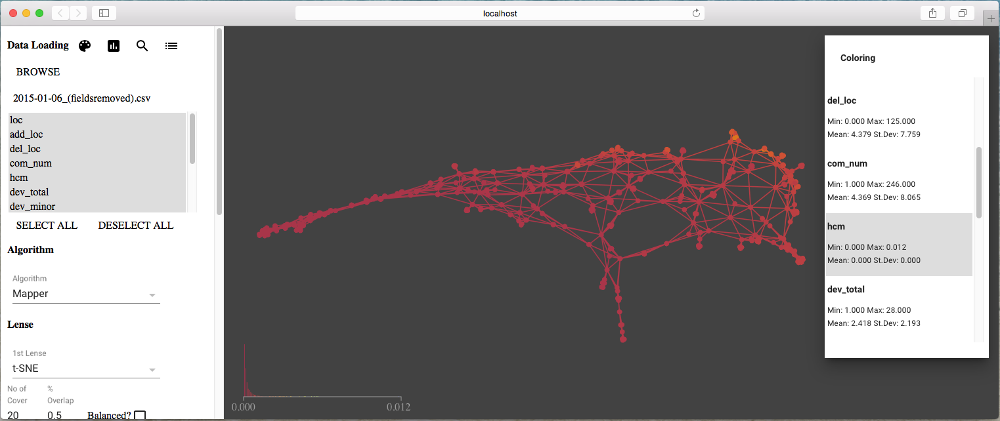 localhost
Data Loading
BROWSE
2015-01-06_(fieldsremoved).csv
loc
add_loc
del_loc
com_num
hcm
dev_total
dev_minor
SELECT ALL DESELECT ALL
Algorithm
Algorithm
Mapper
Lense
1st Lense
t-SNE
No of
Cover
20
%
Overlap
0.5
Balanced?
0.000 0.012
Coloring
del_loc
Min: 0.000 Max: 125.000
Mean: 4.379 St.Dev: 7.759
com_num
Min: 1.000 Max: 246.000
Mean: 4.369 St.Dev: 8.065
hcm
Min: 0.000 Max: 0.012
Mean: 0.000 St.Dev: 0.000
dev_total
Min: 1.000 Max: 28.000
Mean: 2.418 St.Dev: 2.193